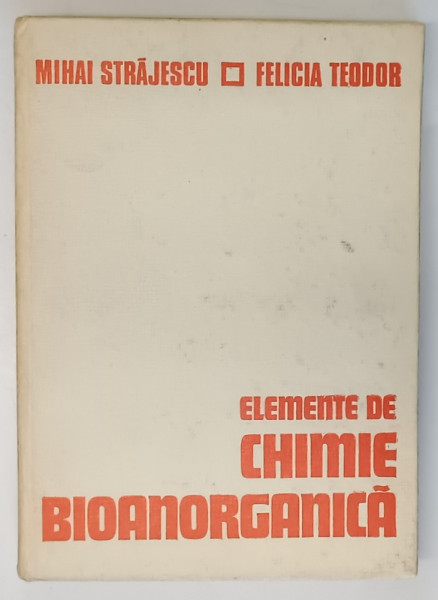 MIHAI STRĂJESCU □ FELICIA TEODOR
ELEMENTE DE
CHIMIE
BIOANORGANICĂ